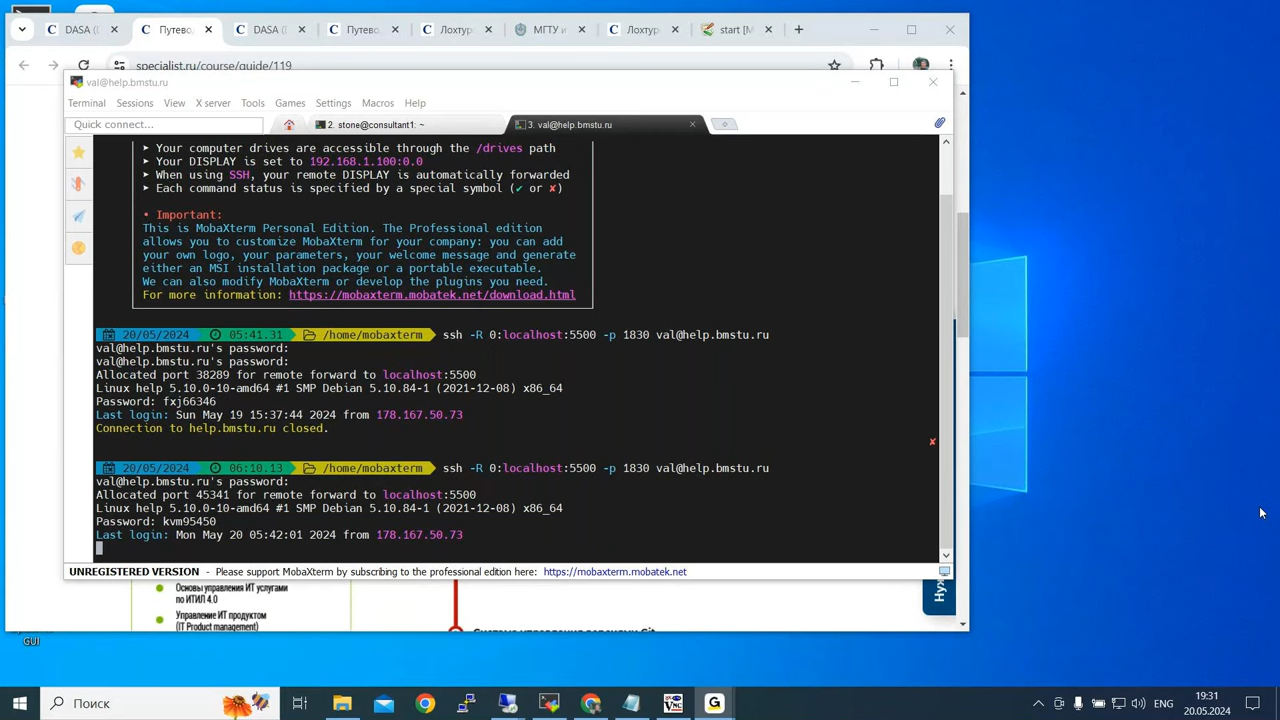 DASA (I
Путево
DASA (I
Путево
Лохтур
МГТУ и
Лохтур
start [M
specialist.ru/course/guide/119
val@help.bmstu.ru
Terminal Sessions View X server Tools Games Settings Macros Help
Quick connect...
2. stone@consultant1: ~
3. val@help.bmstu.ru
➤ Your computer drives are accessible through the /drives path
➤ Your DISPLAY is set to 192.168.1.100:0.0
➤ When using SSH, your remote DISPLAY is automatically forwarded
➤ Each command status is specified by a special symbol (✔ or ✘)
• Important:
This is MobaXterm Personal Edition. The Professional edition
allows you to customize MobaXterm for your company: you can add
your own logo, your parameters, your welcome message and generate
either an MSI installation package or a portable executable.
We can also modify MobaXterm or develop the plugins you need.
For more information: https://mobaxterm.mobatek.net/download.html
20/05/2024 05:41.31 /home/mobaxterm ssh -R 0:localhost:5500 -p 1830 val@help.bmstu.ru
val@help.bmstu.ru's password:
val@help.bmstu.ru's password:
Allocated port 38289 for remote forward to localhost:5500
Linux help 5.10.0-10-amd64 #1 SMP Debian 5.10.84-1 (2021-12-08) x86_64
Password: fxj66346
Last login: Sun May 19 15:37:44 2024 from 178.167.50.73
Connection to help.bmstu.ru closed.
20/05/2024 06:10.13 /home/mobaxterm ssh -R 0:localhost:5500 -p 1830 val@help.bmstu.ru
val@help.bmstu.ru's password:
Allocated port 45341 for remote forward to localhost:5500
Linux help 5.10.0-10-amd64 #1 SMP Debian 5.10.84-1 (2021-12-08) x86_64
Password: kvm95450
Last login: Mon May 20 05:42:01 2024 from 178.167.50.73
UNREGISTERED VERSION - Please support MobaXterm by subscribing to the professional edition here: https://mobaxterm.mobatek.net
Основы управления ИТ услугами
по ИТИЛ 4.0
Управление ИТ продуктом
(IT Product management)
Система управления версиями Git
Нуж
GUI
Поиск
ENG
19:31
20.05.2024